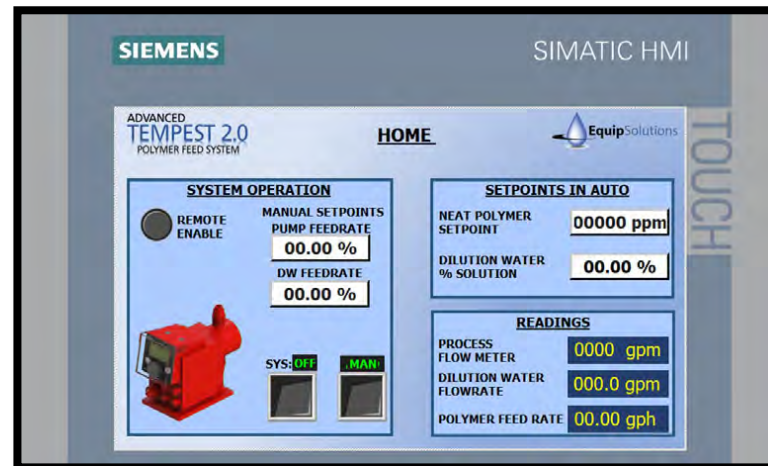 SIEMENS
SIMATIC HMI
TOUCH
ADVANCED
TEMPEST 2.0
POLYMER FEED SYSTEM
HOME
EquipSolutions
SYSTEM OPERATION
REMOTE
ENABLE
MANUAL SETPOINTS
PUMP FEEDRATE
00.00 %
DW FEEDRATE
00.00 %
SYS:OFF
.MAN
SETPOINTS IN AUTO
NEAT POLYMER
SETPOINT
00000 ppm
DILUTION WATER
% SOLUTION
00.00 %
READINGS
PROCESS
FLOW METER
0000 gpm
DILUTION WATER
FLOWRATE
000.0 gpm
POLYMER FEED RATE
00.00 gph